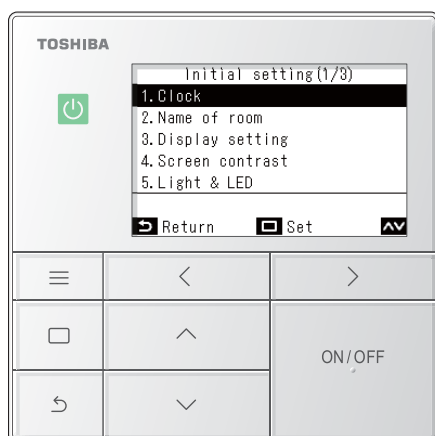 TOSHIBA
Initial setting(1/3)
1.Clock
2.Name of room
3.Display setting
4.Screen contrast
5.Light & LED
Return Set
ON/OFF